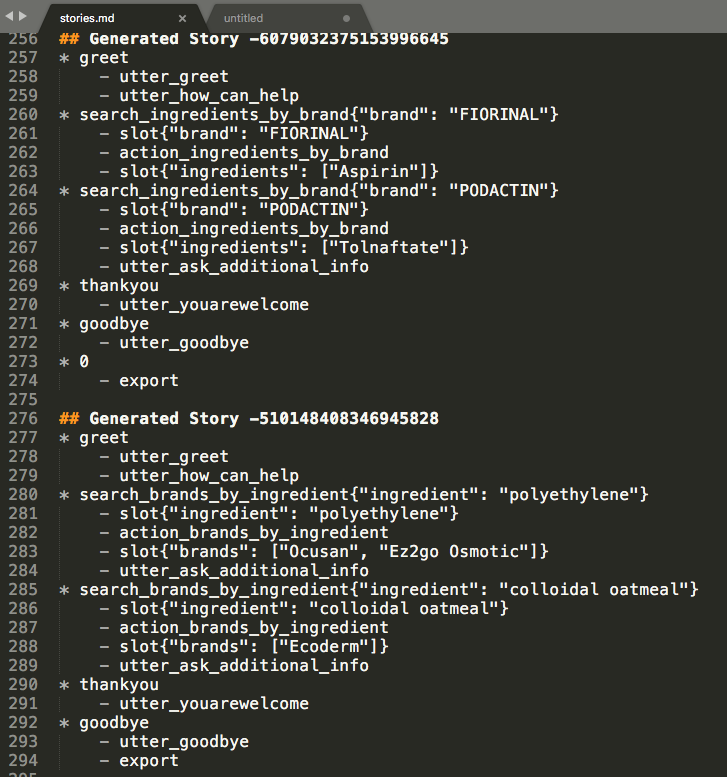 stories.md × untitled
256 ## Generated Story -6079032375153996645
257 * greet
258     - utter_greet
259     - utter_how_can_help
260 * search_ingredients_by_brand{"brand": "FIORINAL"}
261     - slot{"brand": "FIORINAL"}
262     - action_ingredients_by_brand
263     - slot{"ingredients": ["Aspirin"]}
264 * search_ingredients_by_brand{"brand": "PODACTIN"}
265     - slot{"brand": "PODACTIN"}
266     - action_ingredients_by_brand
267     - slot{"ingredients": ["Tolnaftate"]}
268     - utter_ask_additional_info
269 * thankyou
270     - utter_youarewelcome
271 * goodbye
272     - utter_goodbye
273 * 0
274     - export
275
276 ## Generated Story -510148408346945828
277 * greet
278     - utter_greet
279     - utter_how_can_help
280 * search_brands_by_ingredient{"ingredient": "polyethylene"}
281     - slot{"ingredient": "polyethylene"}
282     - action_brands_by_ingredient
283     - slot{"brands": ["Ocusan", "Ez2go Osmotic"]}
284     - utter_ask_additional_info
285 * search_brands_by_ingredient{"ingredient": "colloidal oatmeal"}
286     - slot{"ingredient": "colloidal oatmeal"}
287     - action_brands_by_ingredient
288     - slot{"brands": ["Ecoderm"]}
289     - utter_ask_additional_info
290 * thankyou
291     - utter_youarewelcome
292 * goodbye
293     - utter_goodbye
294     - export